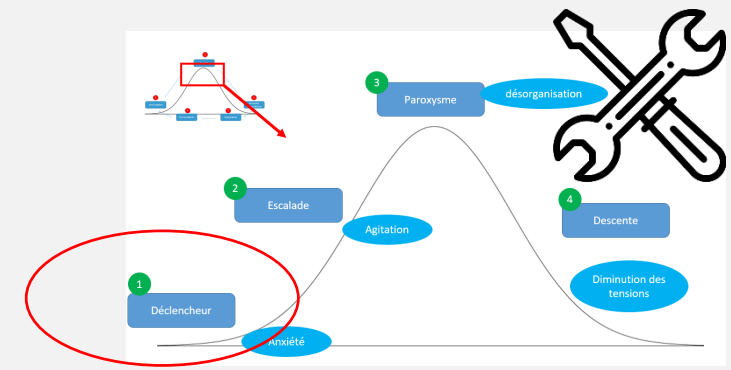 3
Paroxysme
désorganisation
2
Escalade
Agitation
4
Descente
Diminution des
tensions
1
Déclencheur
Anxiété